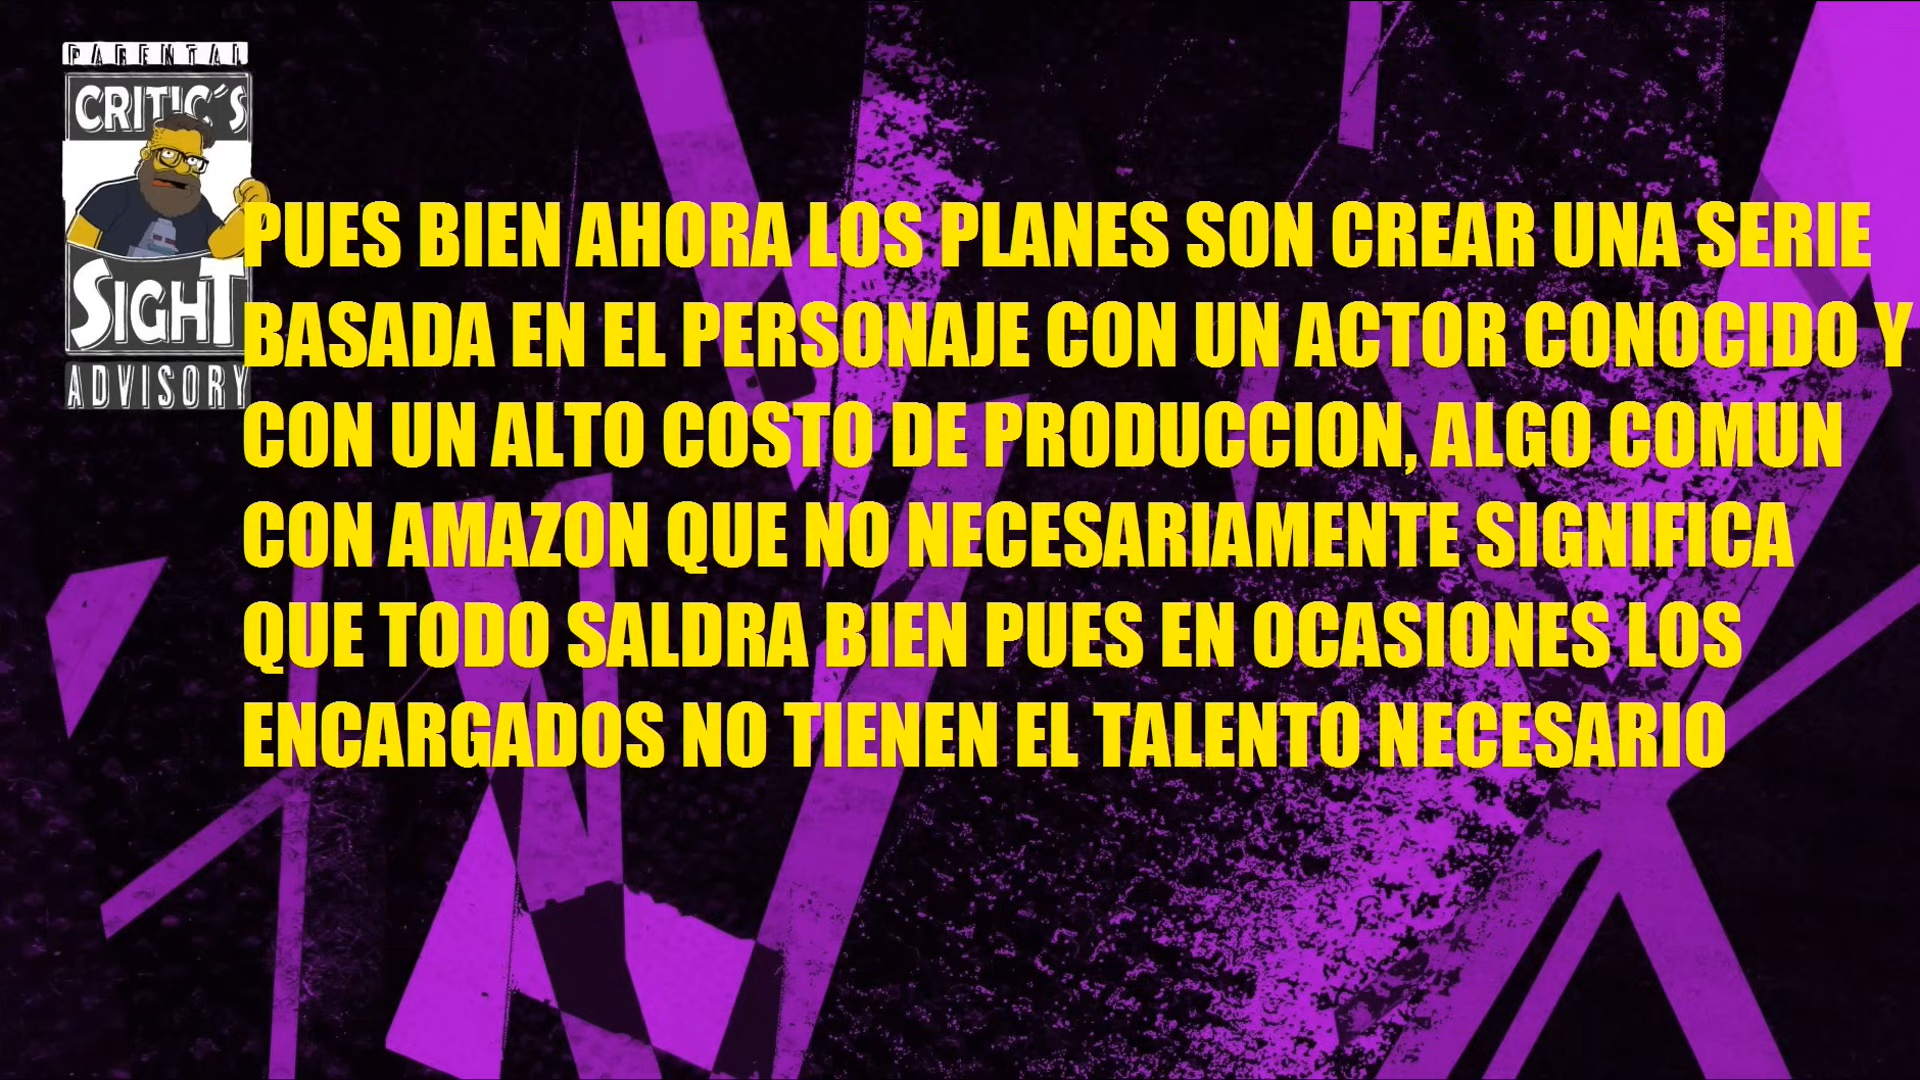 PARENTAL
CRITIC´S
SIGHT
ADVISORY
PUES BIEN AHORA LOS PLANES SON CREAR UNA SERIE
BASADA EN EL PERSONAJE CON UN ACTOR CONOCIDO Y
CON UN ALTO COSTO DE PRODUCCION, ALGO COMUN
CON AMAZON QUE NO NECESARIAMENTE SIGNIFICA
QUE TODO SALDRA BIEN PUES EN OCASIONES LOS
ENCARGADOS NO TIENEN EL TALENTO NECESARIO